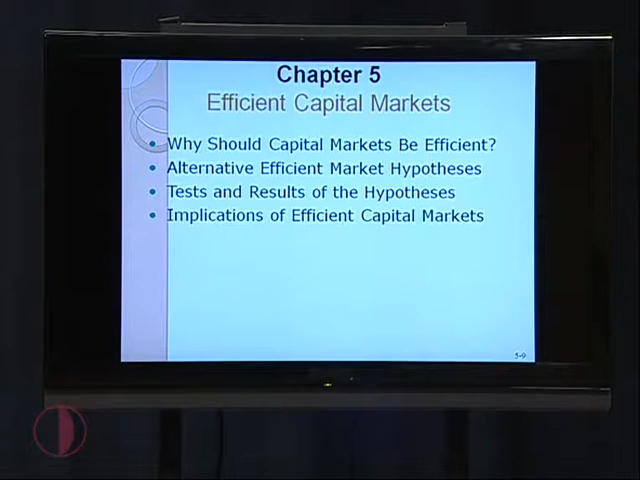 Chapter 5
Efficient Capital Markets
• Why Should Capital Markets Be Efficient?
• Alternative Efficient Market Hypotheses
• Tests and Results of the Hypotheses
• Implications of Efficient Capital Markets
5-9